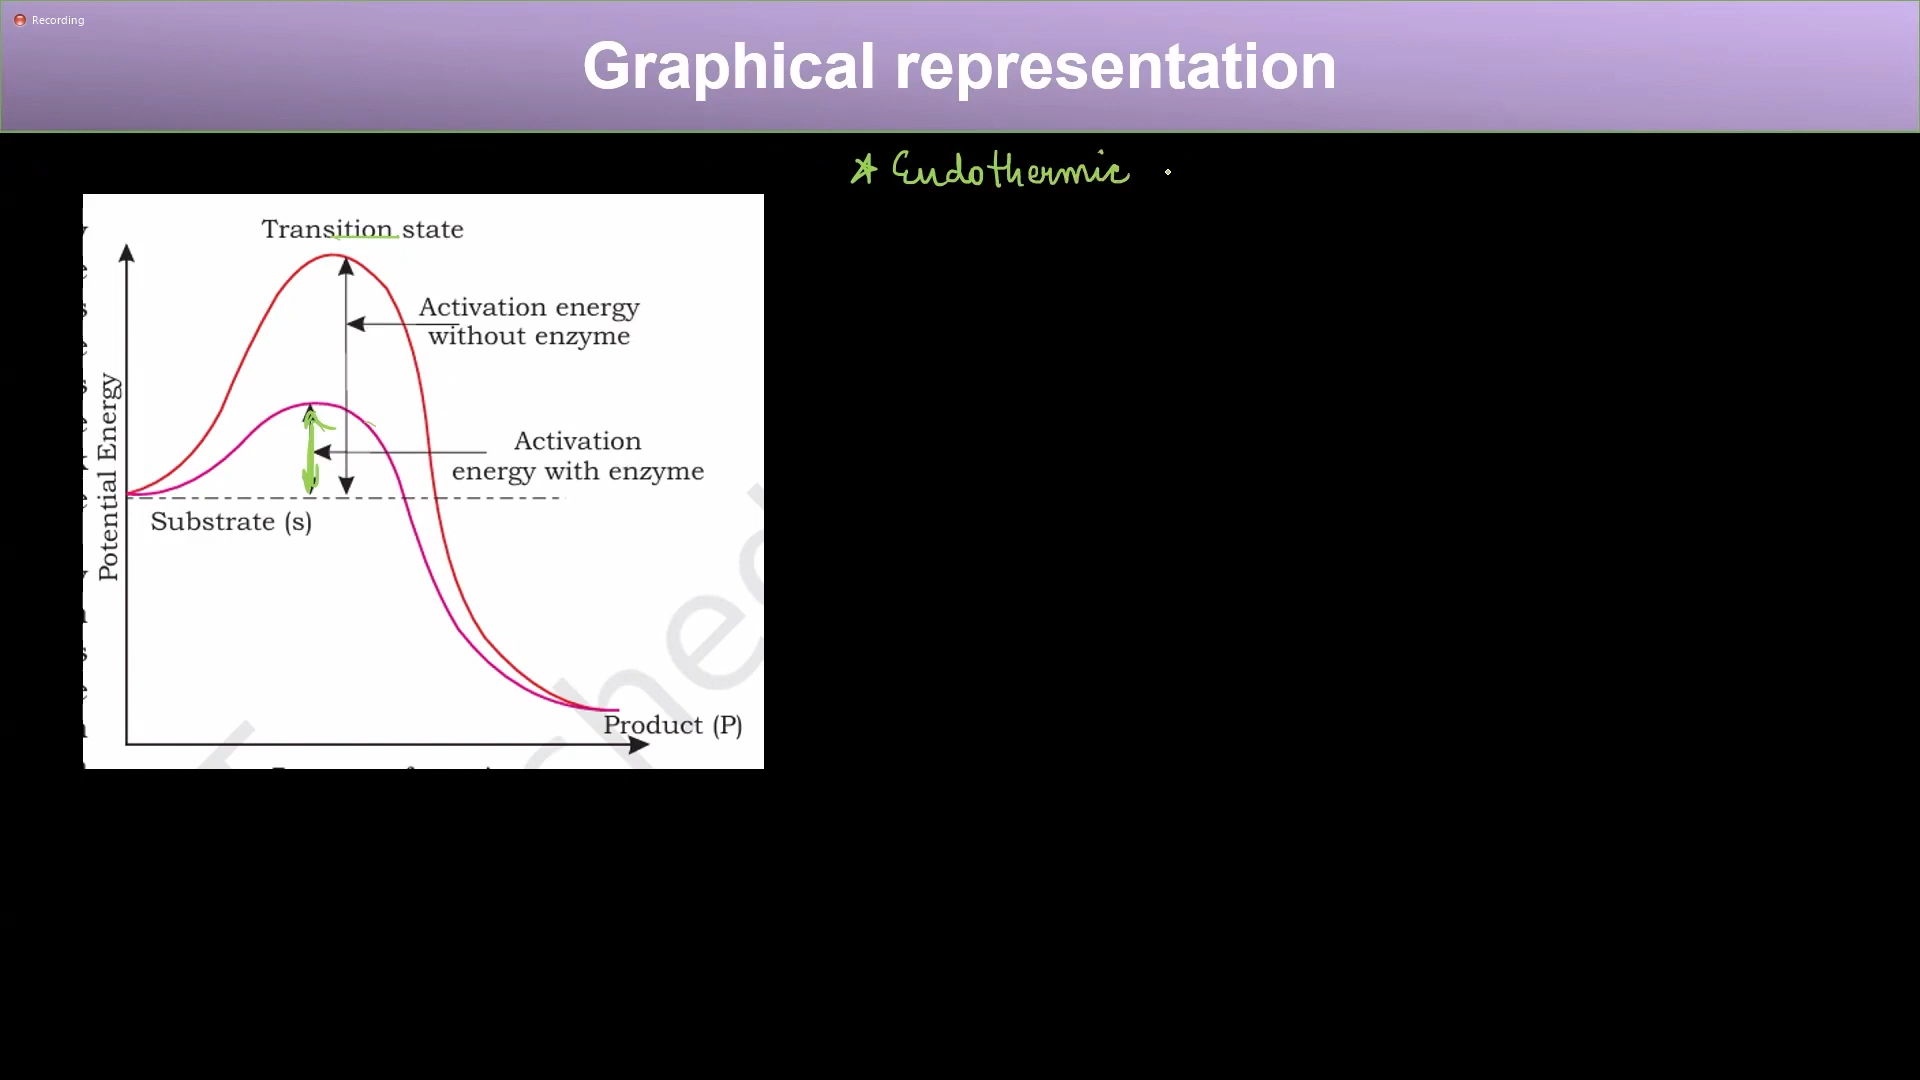 Recording
Graphical representation
★ Endothermic
Transition state
Activation energy
without enzyme
Activation
energy with enzyme
Potential Energy
Substrate (s)
Product (P)